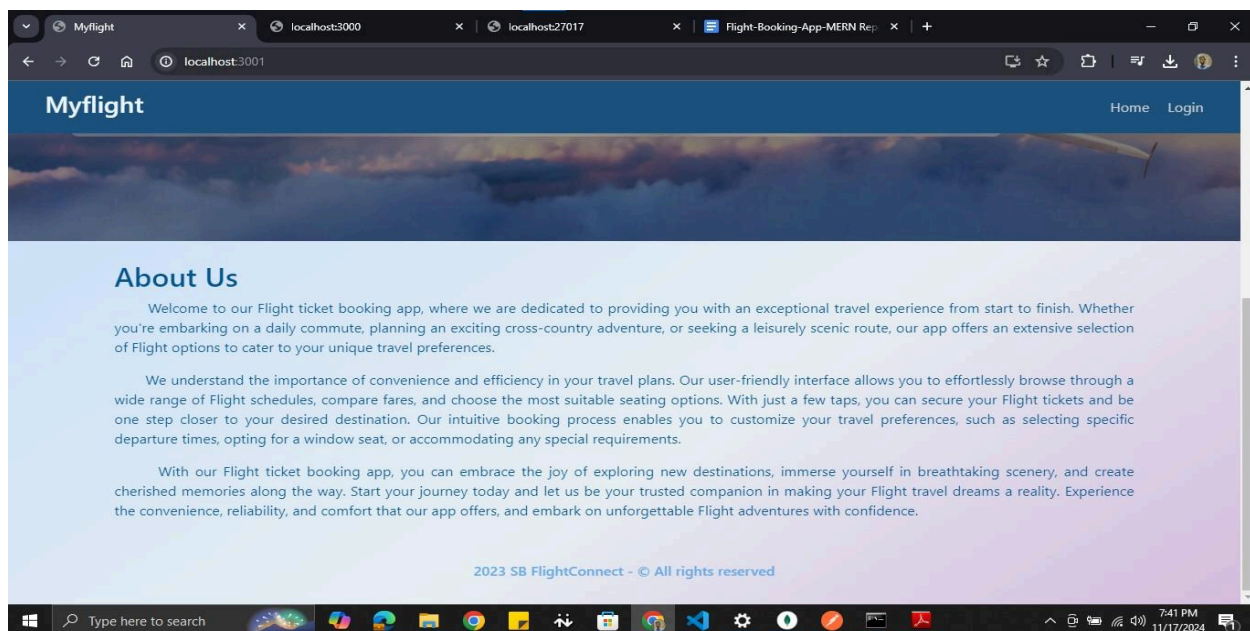 Myflight
localhost:3000
localhost:27017
Flight-Booking-App-MERN Rep
localhost:3001
Myflight
Home Login
About Us
Welcome to our Flight ticket booking app, where we are dedicated to providing you with an exceptional travel experience from start to finish. Whether
you're embarking on a daily commute, planning an exciting cross-country adventure, or seeking a leisurely scenic route, our app offers an extensive selection
of Flight options to cater to your unique travel preferences.
We understand the importance of convenience and efficiency in your travel plans. Our user-friendly interface allows you to effortlessly browse through a
wide range of Flight schedules, compare fares, and choose the most suitable seating options. With just a few taps, you can secure your Flight tickets and be
one step closer to your desired destination. Our intuitive booking process enables you to customize your travel preferences, such as selecting specific
departure times, opting for a window seat, or accommodating any special requirements.
With our Flight ticket booking app, you can embrace the joy of exploring new destinations, immerse yourself in breathtaking scenery, and create
cherished memories along the way. Start your journey today and let us be your trusted companion in making your Flight travel dreams a reality. Experience
the convenience, reliability, and comfort that our app offers, and embark on unforgettable Flight adventures with confidence.
2023 SB FlightConnect - © All rights reserved
Type here to search
7:41 PM
11/17/2024